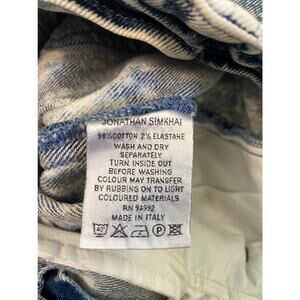 JONATHAN SIMKHAI
98%COTTON 2% ELASTANE
WASH AND DRY
SEPARATELY
TURN INSIDE OUT
BEFORE WASHING
COLOUR MAY TRANSFER
BY RUBBING ON TO LIGHT
COLOURED MATERIALS
RN 94992
MADE IN ITALY